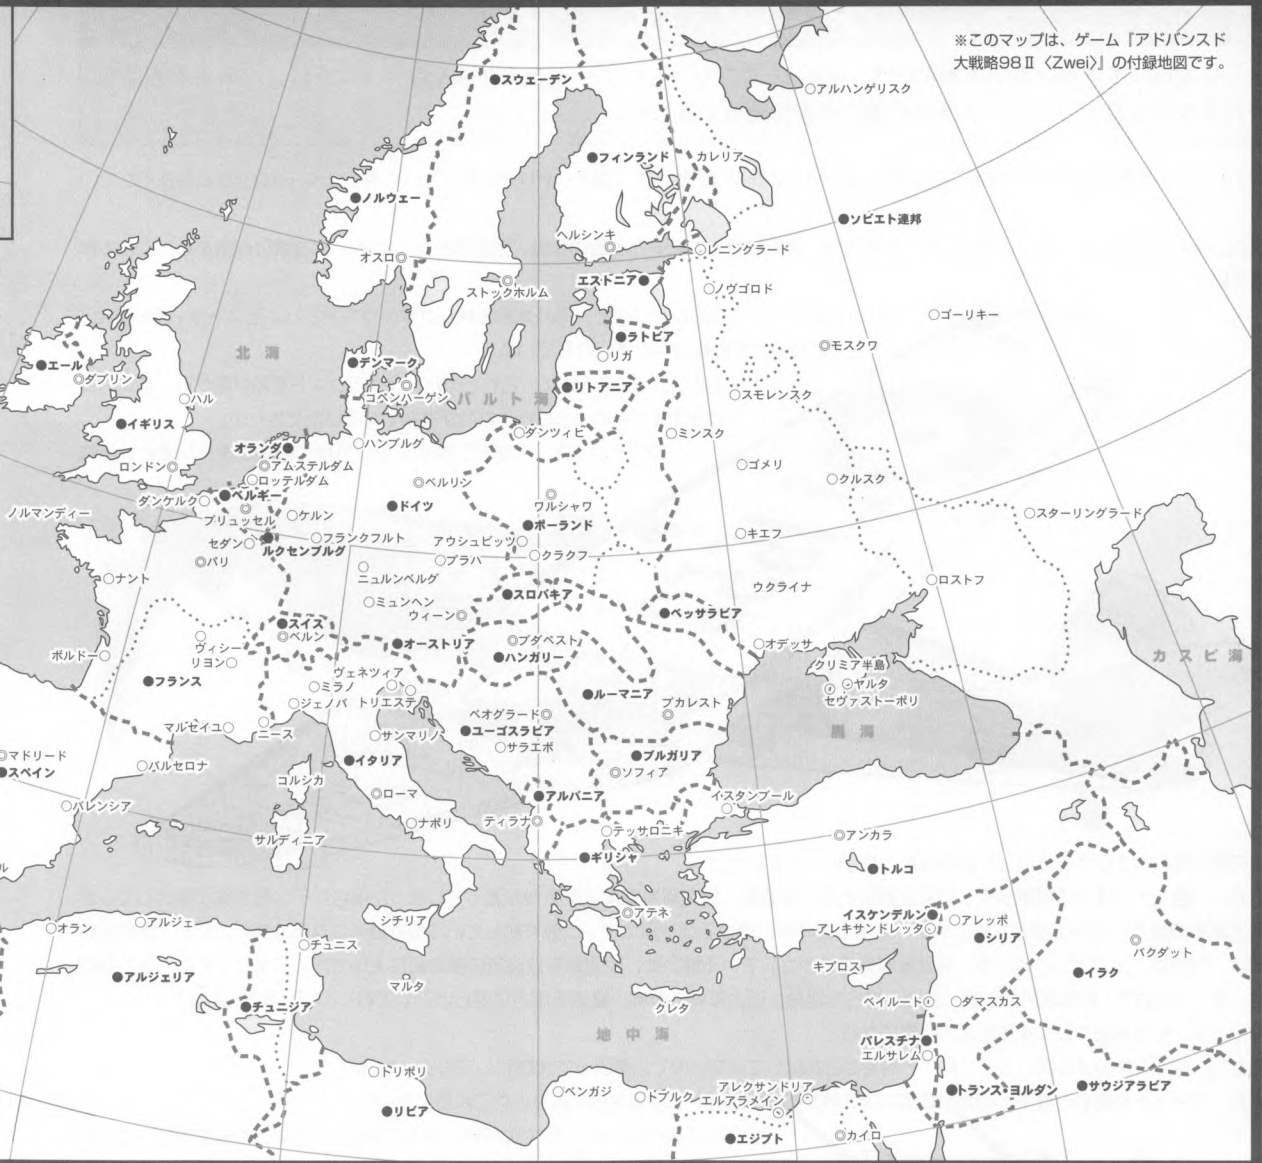 ※このマップは、ゲーム『アドバンスド
大戦略98Ⅱ〈Zwei〉』の付録地図です。
●スウェーデン
○アルハンゲリスク
●フィンランド
カレリア
●ノルウェー
●ソビエト連邦
ヘルシンキ
◎
オスロ◎
○レニングラード
エストニア●
◎
ストックホルム
○ノヴゴロド
○ゴーリキー
●ラトビア
◎モスクワ
北海
○リガ
●エール
●デンマーク
◎ダブリン
◎
コペンハーゲン
●リトアニア
○スモレンスク
バルト海
○ハル
●イギリス
○ダンツィヒ
○ミンスク
オランダ●
○ハンブルグ
ロンドン◎
◎アムステルダム
○ゴメリ
○ロッテルダム
◎ベルリン
○クルスク
●ベルギー
ダンケルク○
◎
ブリュッセル
◎
ワルシャワ
●ドイツ
ノルマンディー
○ケルン
○スターリングラード
●ポーランド
○キエフ
セダン○
○フランクフルト
アウシュビッツ○
●
ルクセンブルグ
○クラクフ
◎パリ
○プラハ
○ナント
○
ニュルンベルグ
○ロストフ
ウクライナ
●スロバキア
○ミュンヘン
ウィーン◎
●ベッサラビア
●スイス
◎ベルン
○
ヴィシー
●オーストリア
◎ブダペスト
○オデッサ
ボルドー○
リヨン○
●ハンガリー
カスピ海
クリミア半島
ヴェネツィア
○
●フランス
○ミラノ
○ヤルタ
●ルーマニア
○
セヴァストーポリ
○ジェノバ
○
トリエステ
ブカレスト
◎
ベオグラード◎
マルセイユ○
○
ニース
○サンマリノ
●ユーゴスラビア
黒海
○サラエボ
◎マドリード
●ブルガリア
○バルセロナ
●イタリア
●スペイン
◎ソフィア
コルシカ
◎ローマ
●アルバニア
イスタンブール
○
○バレンシア
○ナポリ
ティラナ◎
○テッサロニキ
◎アンカラ
サルディニア
●ギリシャ
●トルコ
ル
シチリア
◎アテネ
イスケンデルン●
○アレッポ
○オラン
○アルジェ
アレキサンドレッタ○
●シリア
○チュニス
◎
バクダット
キプロス
●アルジェリア
●イラク
マルタ
クレタ
●チュニジア
ベイルート◎
○ダマスカス
地中海
パレスチナ●
エルサレム○
○トリポリ
アレクサンドリア
○
○ベンガジ
○トブルク
エルアラメイン
○
●トランス・ヨルダン
●サウジアラビア
●リビア
●エジプト
◎カイロ